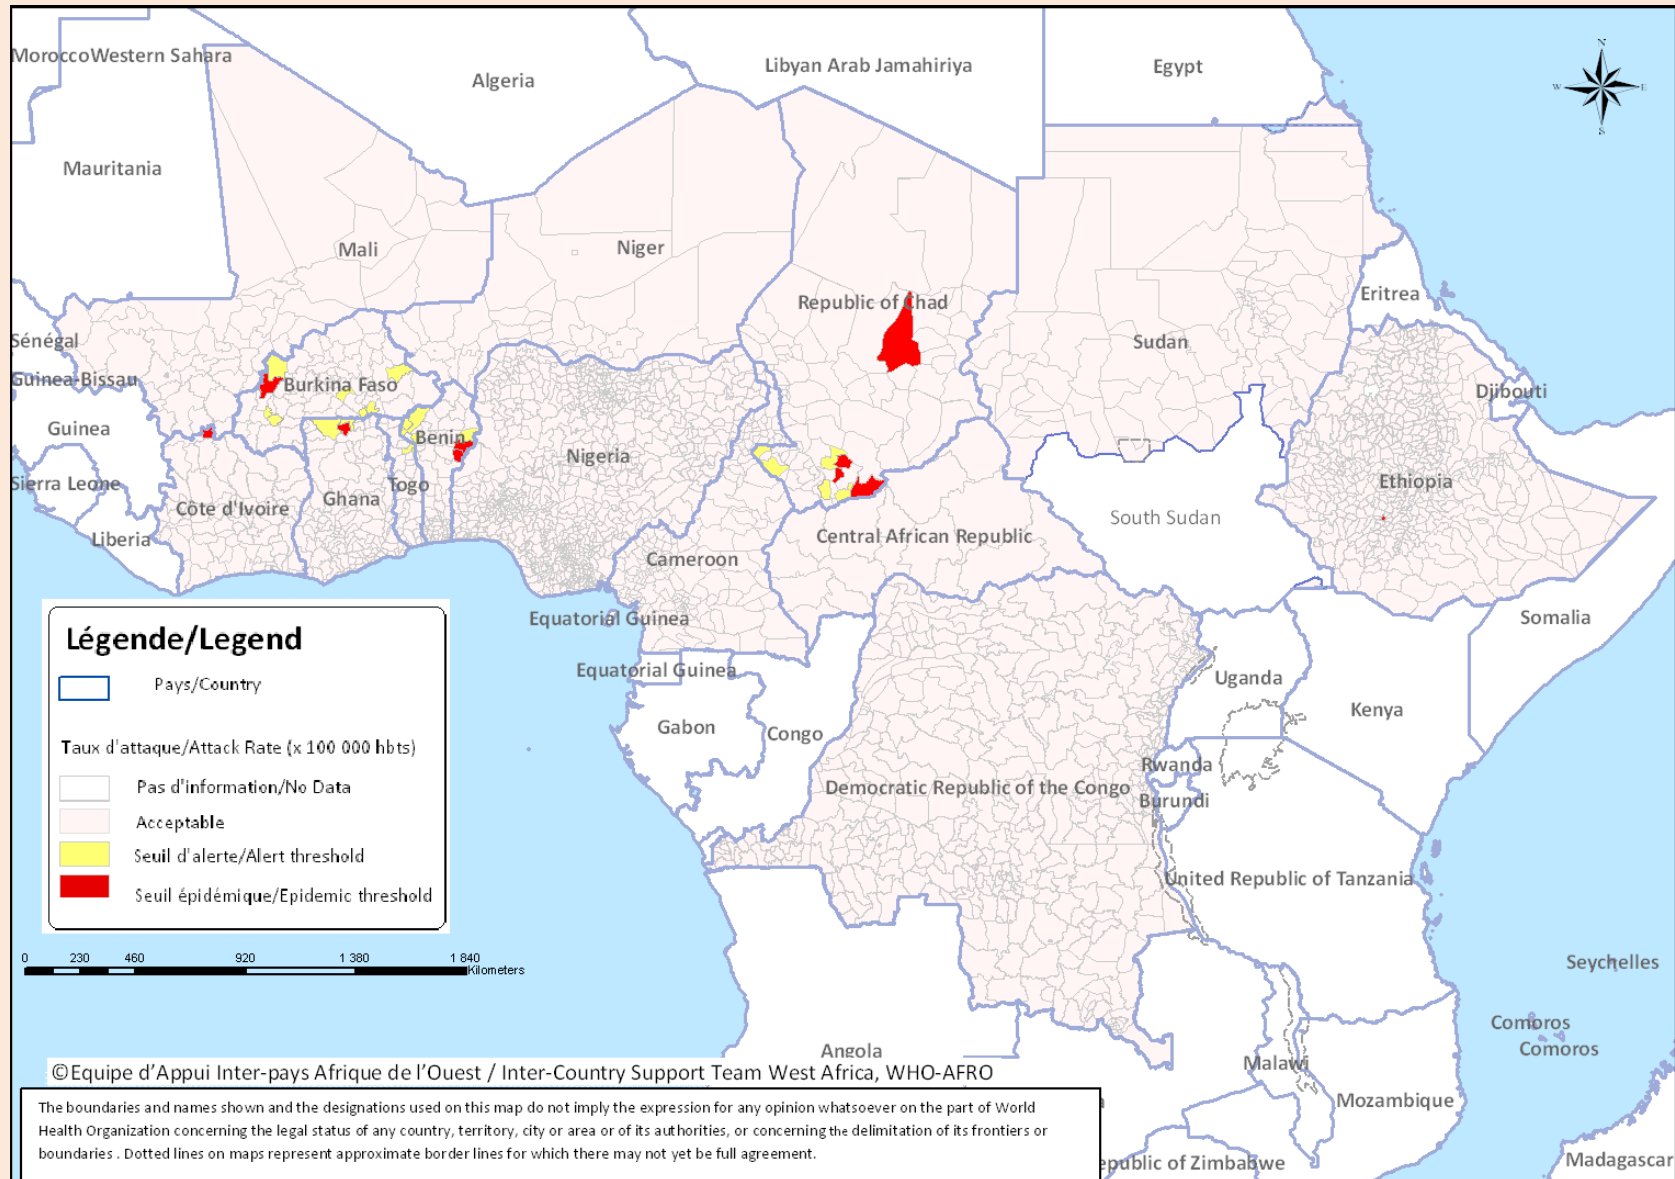 N
W
E
S
Morocco
Western Sahara
Algeria
Libyan Arab Jamahiriya
Egypt
Mauritania
Mali
Niger
Republic of Chad
Sudan
Eritrea
Sénégal
Guinea-Bissau
Burkina Faso
Djibouti
Guinea
Benin
Nigeria
Ethiopia
Sierra Leone
Côte d'Ivoire
Ghana
Togo
South Sudan
Liberia
Cameroon
Central African Republic
Equatorial Guinea
Somalia
Equatorial Guinea
Uganda
Gabon
Congo
Kenya
Rwanda
Democratic Republic of the Congo
Burundi
United Republic of Tanzania
Seychelles
Comoros
Comoros
Angola
Malawi
Mozambique
epublic of Zimbabwe
Madagascar
Légende/Legend
Pays/Country
Taux d'attaque/Attack Rate (x 100 000 hbts)
Pas d'information/No Data
Acceptable
Seuil d'alerte/Alert threshold
Seuil épidémique/Epidemic threshold
0 230 460 920 1 380 1 840
Kilometers
©Equipe d'Appui Inter-pays Afrique de l'Ouest / Inter-Country Support Team West Africa, WHO-AFRO
The boundaries and names shown and the designations used on this map do not imply the expression for any opinion whatsoever on the part of World
Health Organization concerning the legal status of any country, territory, city or area or of its authorities, or concerning the delimitation of its frontiers or
boundaries . Dotted lines on maps represent approximate border lines for which there may not yet be full agreement.